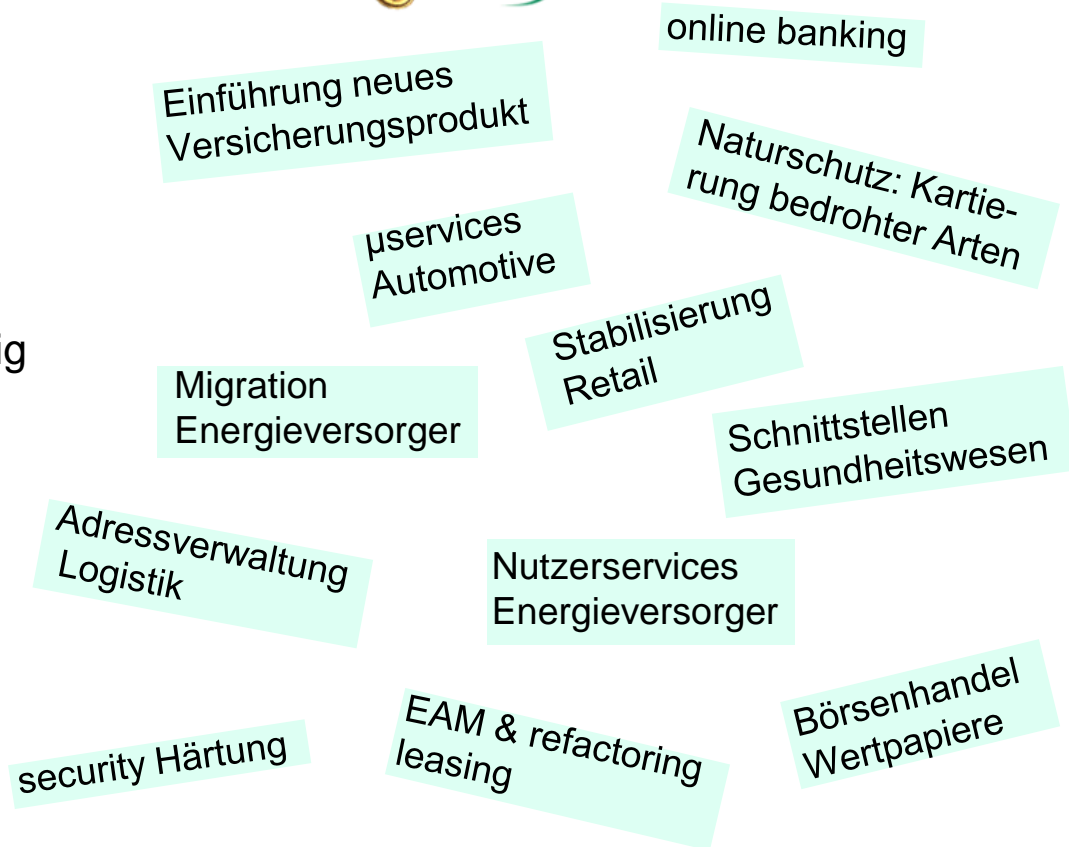 online banking
Einführung neues
Versicherungsprodukt
Naturschutz: Kartie-
rung bedrohter Arten
µservices
Automotive
Stabilisierung
Retail
ig
Migration
Energieversorger
Schnittstellen
Gesundheitswesen
Adressverwaltung
Logistik
Nutzerservices
Energieversorger
Börsenhandel
Wertpapiere
EAM & refactoring
leasing
security Härtung